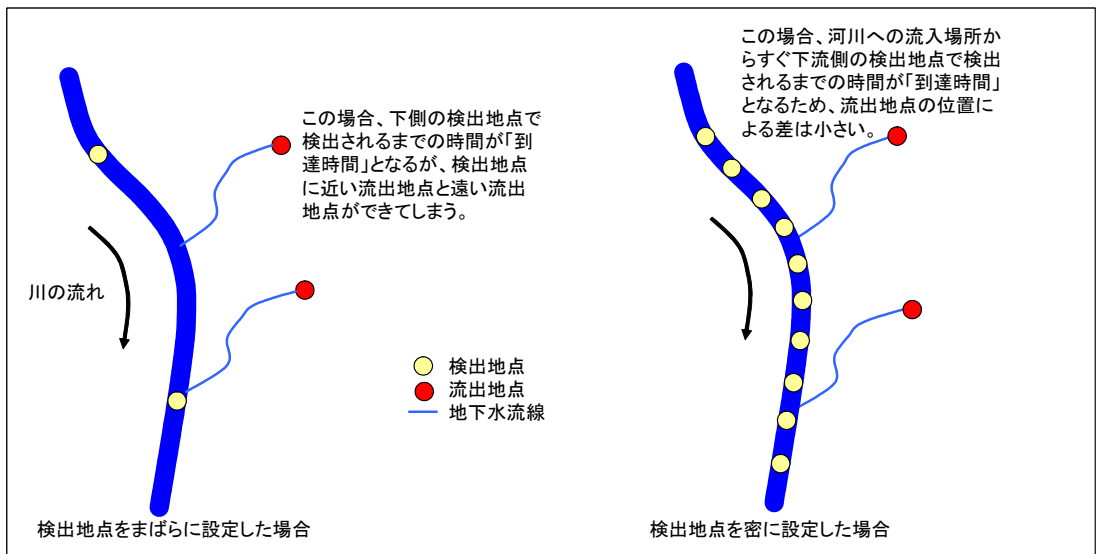 この場合、下側の検出地点で
検出されるまでの時間が「到
達時間」となるが、検出地点
に近い流出地点と遠い流出
地点ができてしまう。
川の流れ
検出地点をまばらに設定した場合
検出地点
流出地点
地下水流線
この場合、河川への流入場所か
らすぐ下流側の検出地点で検出
されるまでの時間が「到達時間」
となるため、流出地点の位置に
よる差は小さい。
検出地点を密に設定した場合